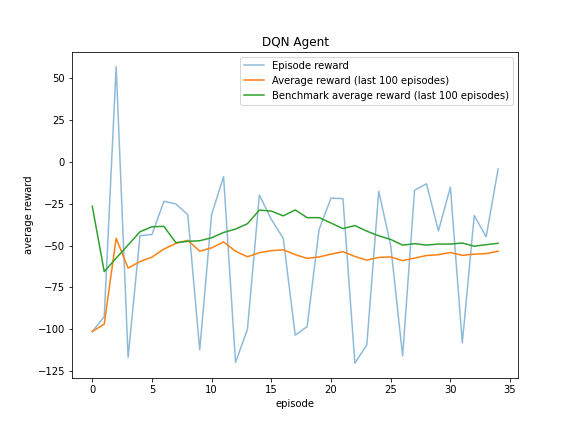 DQN Agent
Episode reward
Average reward (last 100 episodes)
Benchmark average reward (last 100 episodes)
average reward
50
25
0
−25
−50
−75
−100
−125
0 5 10 15 20 25 30 35
episode